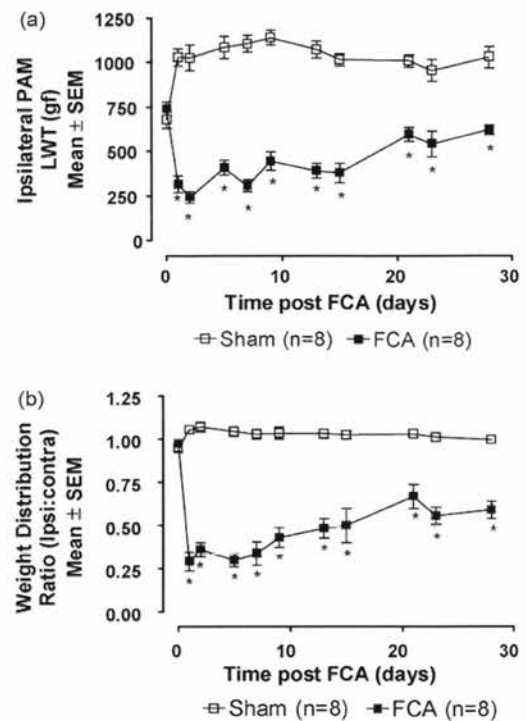 (a)
Ipsilateral PAM
LWT (gf)
Mean ± SEM
1250
1000
750
500
250
0
* * * * * * * * * *
0 10 20 30
Time post FCA (days)
Sham (n=8) FCA (n=8)
(b)
Weight Distribution
Ratio (Ipsi:contra)
Mean ± SEM
1.25
1.00
0.75
0.50
0.25
0.00
* * * * * * * * * *
0 10 20 30
Time post FCA (days)
Sham (n=8) FCA (n=8)